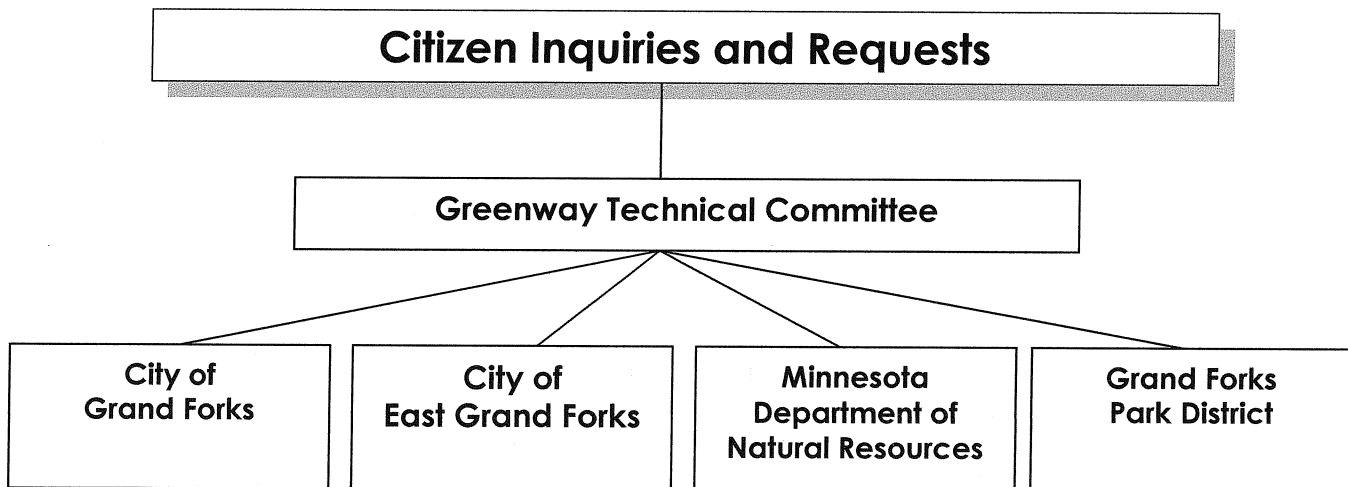 Citizen Inquiries and Requests
Greenway Technical Committee
City of
Grand Forks
City of
East Grand Forks
Minnesota
Department of
Natural Resources
Grand Forks
Park District